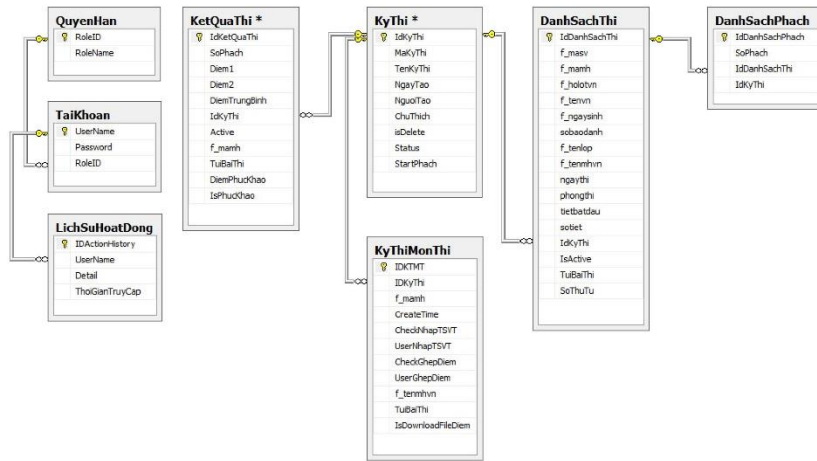 QuyenHan
RoleID
RoleName
TaiKhoan
UserName
Password
RoleID
LichSuHoatDong
IDActionHistory
UserName
Detail
ThoiGianTruyCap
KetQuaThi *
IdKetQuaThi
SoPhach
Diem1
Diem2
DiemTrungBinh
IdKyThi
Active
f_mamh
TuiBaiThi
DiemPhucKhao
IsPhucKhao
KyThi *
IdKyThi
MaKyThi
TenKyThi
NgayTao
NguoiTao
ChuThich
isDelete
Status
StartPhach
KyThiMonThi
IDKTMT
IDKyThi
f_mamh
CreateTime
CheckNhapTSVT
UserNhapTSVT
CheckGhepDiem
UserGhepDiem
f_tenmhvn
TuiBaiThi
IsDownloadFileDiem
DanhSachThi
IdDanhSachThi
f_masv
f_mamh
f_holotvn
f_tenvn
f_ngaysinh
sobaodanh
f_tenlop
f_tenmhvn
ngaythi
phongthi
tietbatdau
sotiet
IdKyThi
IsActive
TuiBaiThi
SoThuTu
DanhSachPhach
IdDanhSachPhach
SoPhach
IdDanhSachThi
IdKyThi